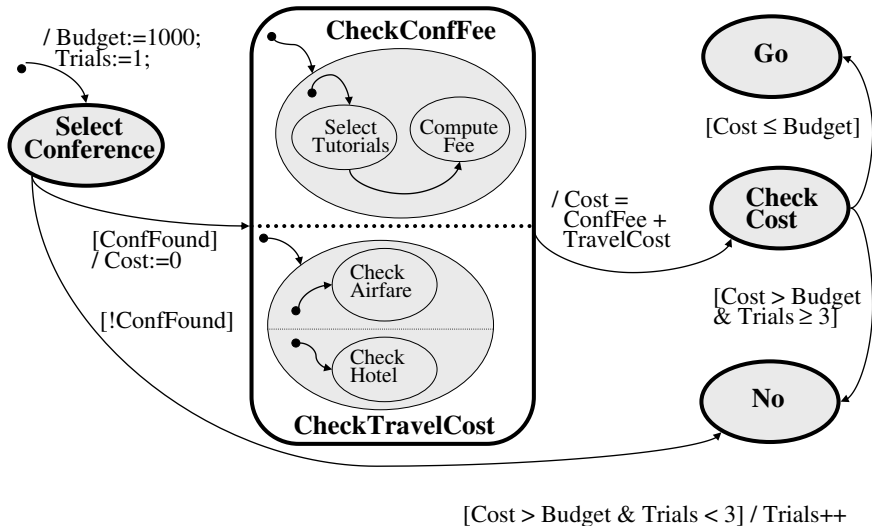 / Budget:=1000;
Trials:=1;
Select
Conference
[ConfFound]
/ Cost:=0
[!ConfFound]
CheckConfFee
Select
Tutorials
Compute
Fee
Check
Airfare
Check
Hotel
CheckTravelCost
/ Cost =
ConfFee +
TravelCost
Go
[Cost ≤ Budget]
Check
Cost
[Cost > Budget
& Trials ≥ 3]
No
[Cost > Budget & Trials < 3] / Trials++